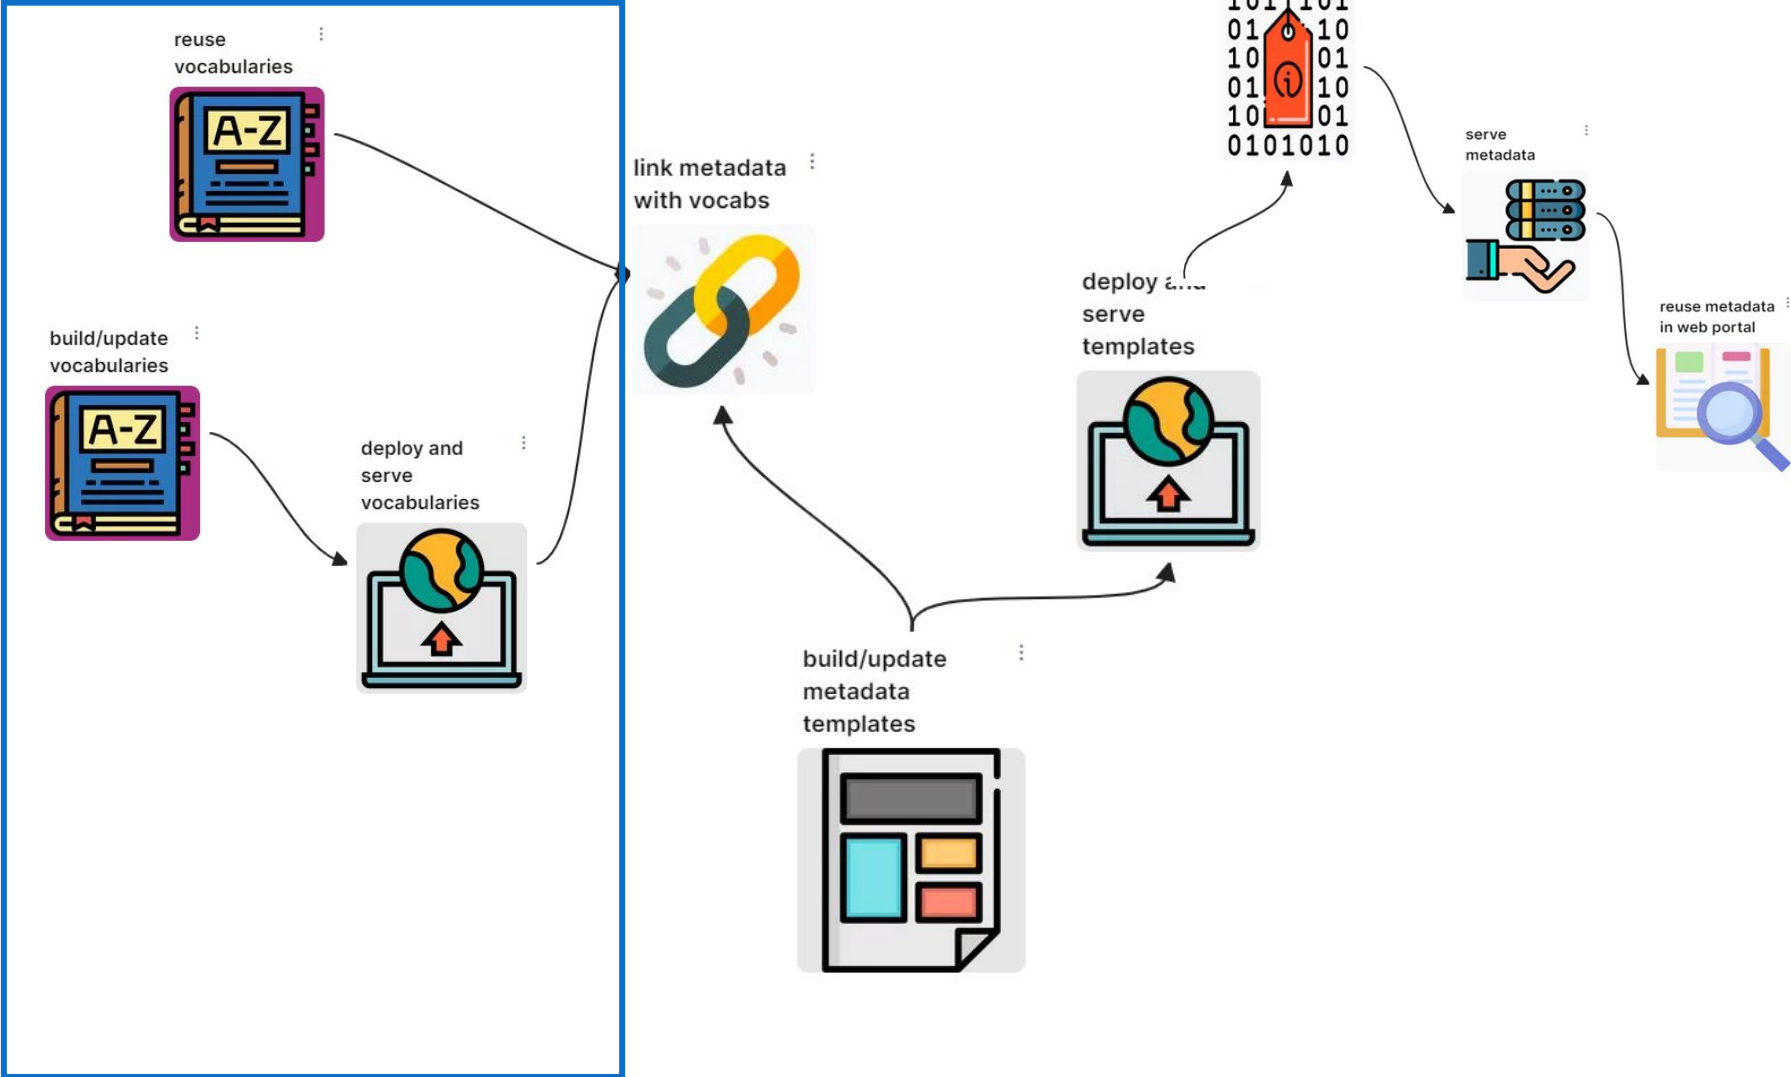 reuse
vocabularies
A-Z
build/update
vocabularies
A-Z
deploy and
serve
vocabularies
link metadata
with vocabs
build/update
metadata
templates
deploy and
serve
templates
01 10
10 01
01 i 10
10 01
0101010
serve
metadata
reuse metadata
in web portal